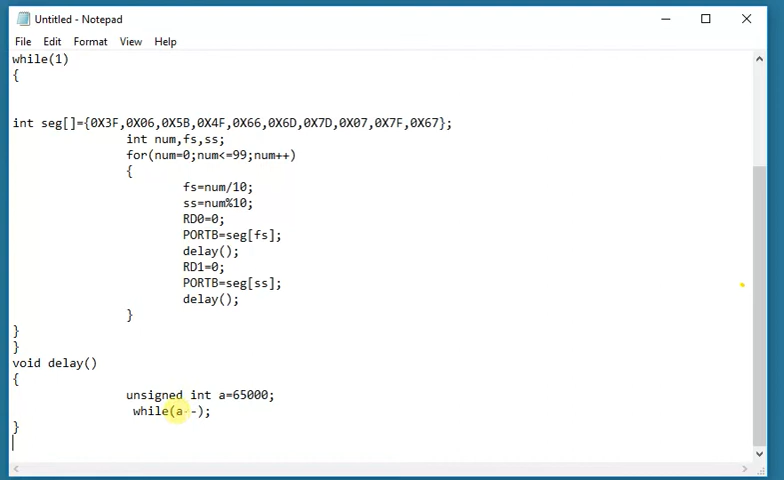 Untitled - Notepad
File Edit Format View Help
while(1)
{
int seg[]={0X3F,0X06,0X5B,0X4F,0X66,0X6D,0X7D,0X07,0X7F,0X67};
int num,fs,ss;
for(num=0;num<=99;num++)
{
fs=num/10;
ss=num%10;
RD0=0;
PORTB=seg[fs];
delay();
RD1=0;
PORTB=seg[ss];
delay();
}
}
}
void delay()
{
unsigned int a=65000;
while(a--);
}